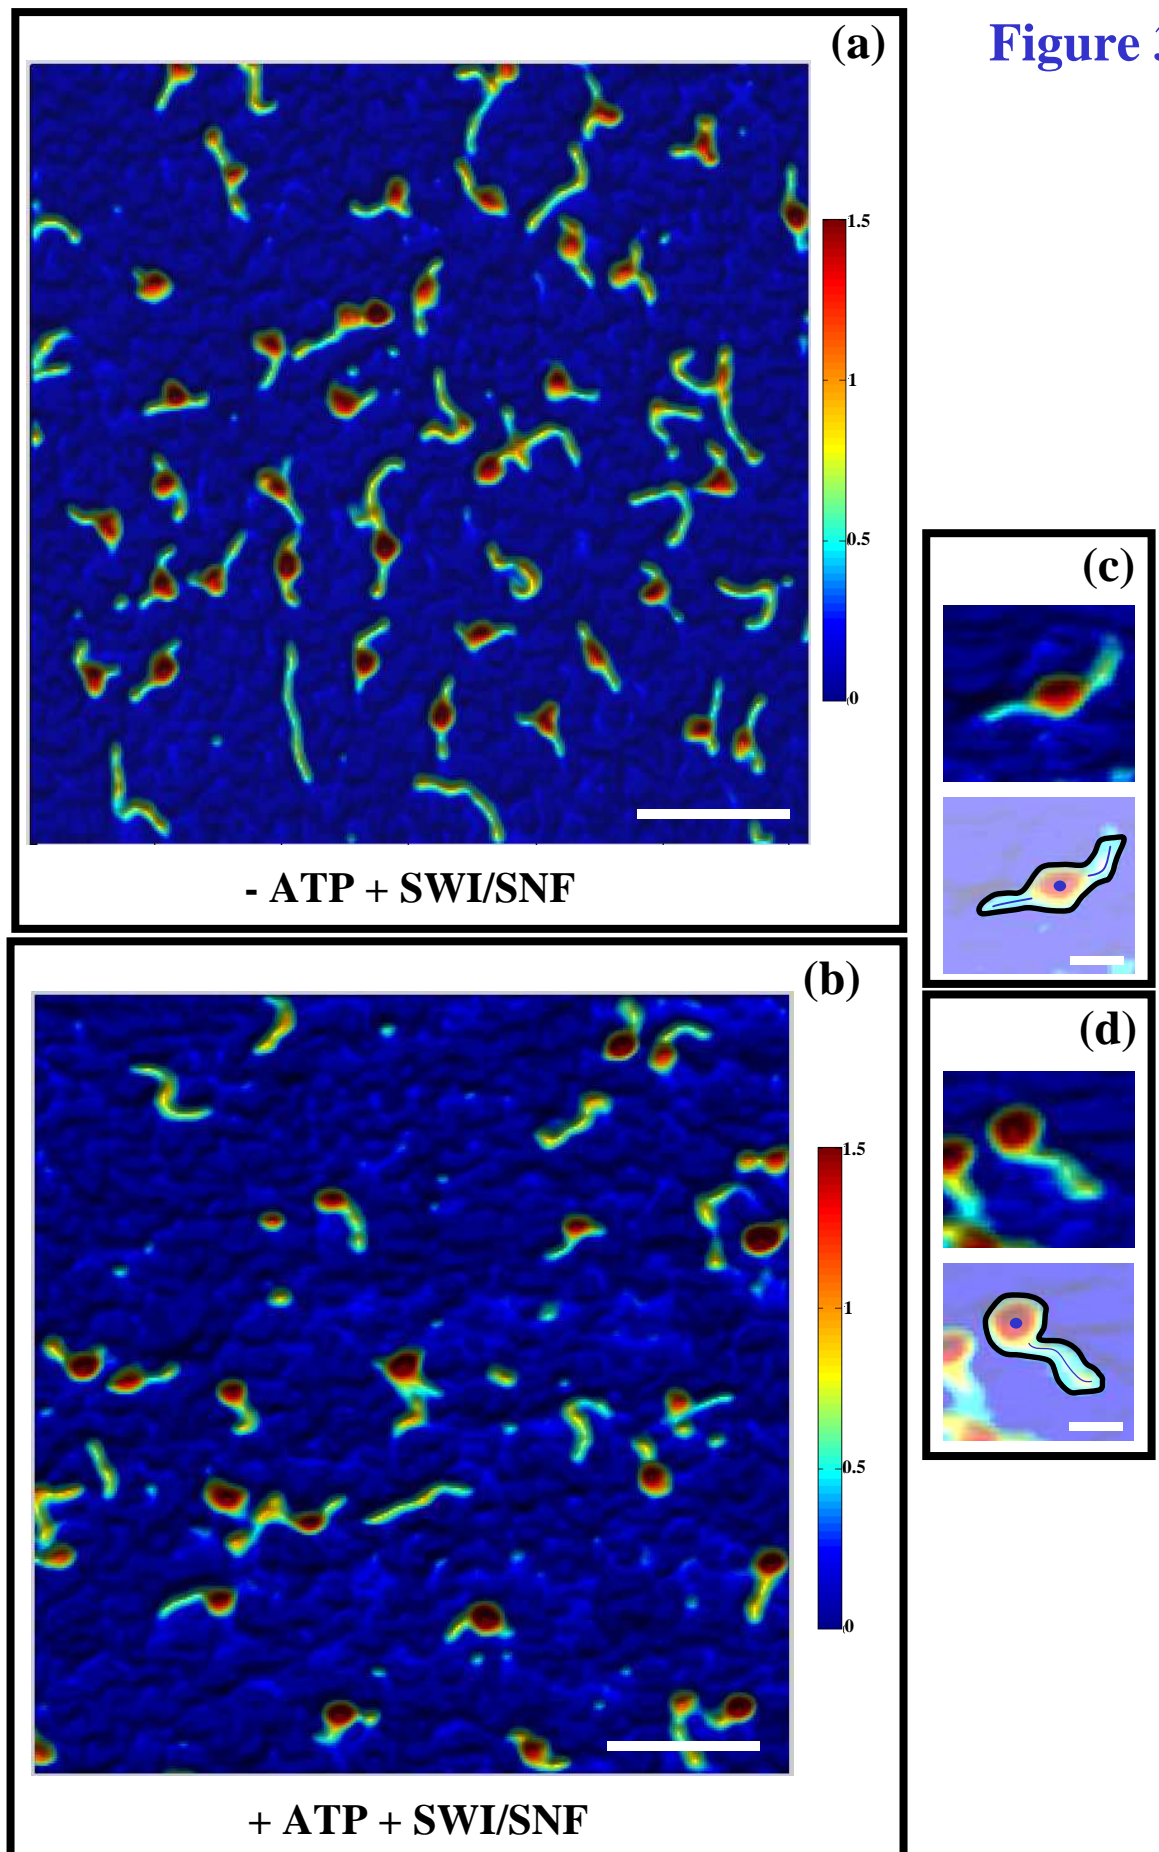 Figure 3
(a)
1.5
1
0.5
0
- ATP + SWI/SNF
(b)
1.5
1
0.5
0
+ ATP + SWI/SNF
(c)
(d)